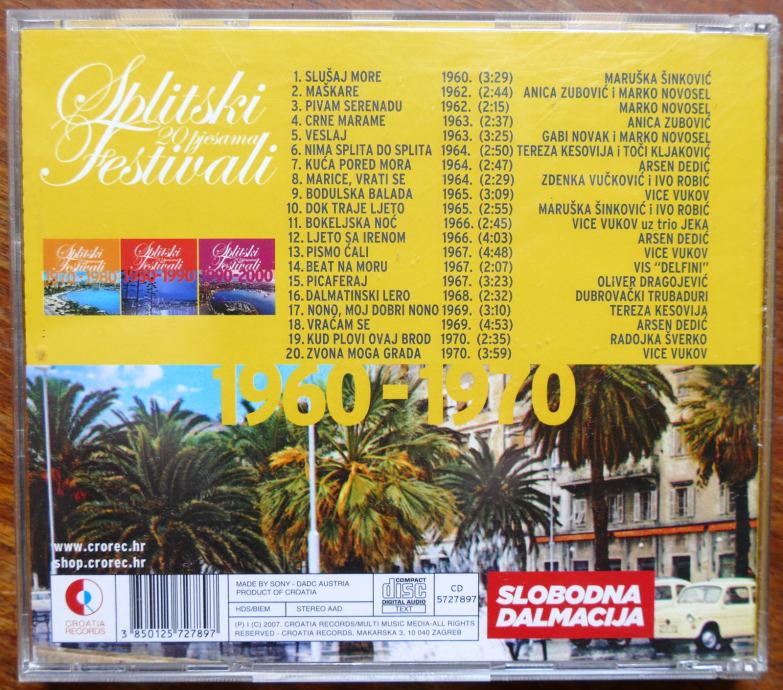 Splitski
20 pjesama
Festivali
1. SLUŠAJ MORE 1960. (3:29) MARUŠKA ŠINKOVIĆ
2. MAŠKARE 1962. (2:44) ANICA ZUBOVIĆ i MARKO NOVOSEL
3. PIVAM SERENADU 1962. (2:15) MARKO NOVOSEL
4. CRNE MARAME 1963. (2:37) ANICA ZUBOVIĆ
5. VESLAJ 1963. (3:25) GABI NOVAK i MARKO NOVOSEL
6. NIMA SPLITA DO SPLITA 1964. (2:50) TEREZA KESOVIJA i TOČI KLJAKOVIĆ
7. KUĆA PORED MORA 1964. (2:47) ARSEN DEDIĆ
8. MARICE, VRATI SE 1964. (2:29) ZDENKA VUČKOVIĆ i IVO ROBIĆ
9. BODULSKA BALADA 1965. (3:09) VICE VUKOV
10. DOK TRAJE LJETO 1965. (2:55) MARUŠKA ŠINKOVIĆ i IVO ROBIĆ
11. BOKELJSKA NOĆ 1966. (2:45) VICE VUKOV uz trio JEKA
12. LJETO SA IRENOM 1966. (4:03) ARSEN DEDIĆ
13. PISMO ĆALI 1967. (4:48) VICE VUKOV
14. BEAT NA MORU 1967. (2:07) VIS "DELFINI"
15. PICAFERAJ 1967. (3:23) OLIVER DRAGOJEVIĆ
16. DALMATINSKI LERO 1968. (2:32) DUBROVAČKI TRUBADURI
17. NONO, MOJ DOBRI NONO 1969. (3:10) TEREZA KESOVIJA
18. VRAĆAM SE 1969. (4:53) ARSEN DEDIĆ
19. KUD PLOVI OVAJ BROD 1970. (2:35) RADOJKA ŠVERKO
20. ZVONA MOGA GRADA 1970. (3:59) VICE VUKOV
Splitski Splitski Splitski
Festivali Festivali Festivali
1970-1980 1980-1990 1990-2000
1960-1970
www.crorec.hr
shop.crorec.hr
CROATIA
RECORDS
3 850125 727897
MADE BY SONY - DADC AUSTRIA
PRODUCT OF CROATIA
HDS/BIEM STEREO AAD
COMPACT
disc
DIGITAL AUDIO
TEXT
CD
5727897
(P) I (C) 2007. CROATIA RECORDS/MULTI MUSIC MEDIA-ALL RIGHTS
RESERVED - CROATIA RECORDS, MAKARSKA 3, 10 040 ZAGREB
SLOBODNA
DALMACIJA